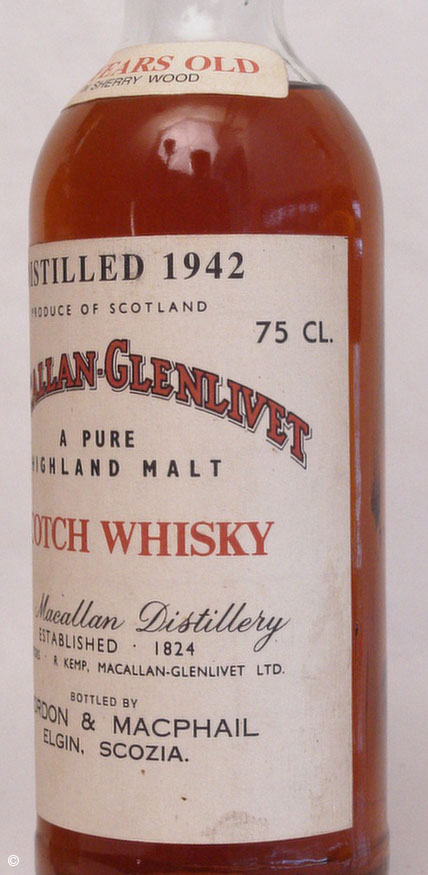 YEARS OLD
SHERRY WOOD
DISTILLED 1942
PRODUCE OF SCOTLAND
75 CL.
MACALLAN-GLENLIVET
A PURE
HIGHLAND MALT
SCOTCH WHISKY
Macallan Distillery
ESTABLISHED · 1824
R KEMP, MACALLAN-GLENLIVET LTD.
BOTTLED BY
GORDON & MACPHAIL
ELGIN, SCOZIA.
©